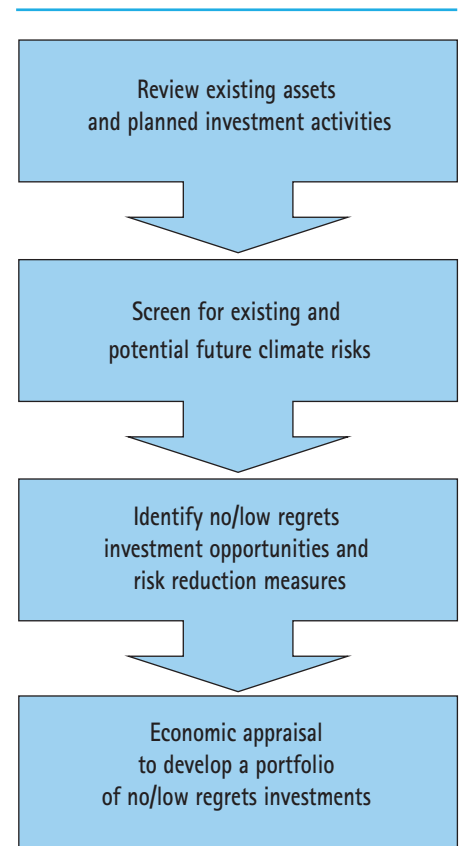 Review existing assets
and planned investment activities
Screen for existing and
potential future climate risks
Identify no/low regrets
investment opportunities and
risk reduction measures
Economic appraisal
to develop a portfolio
of no/low regrets investments